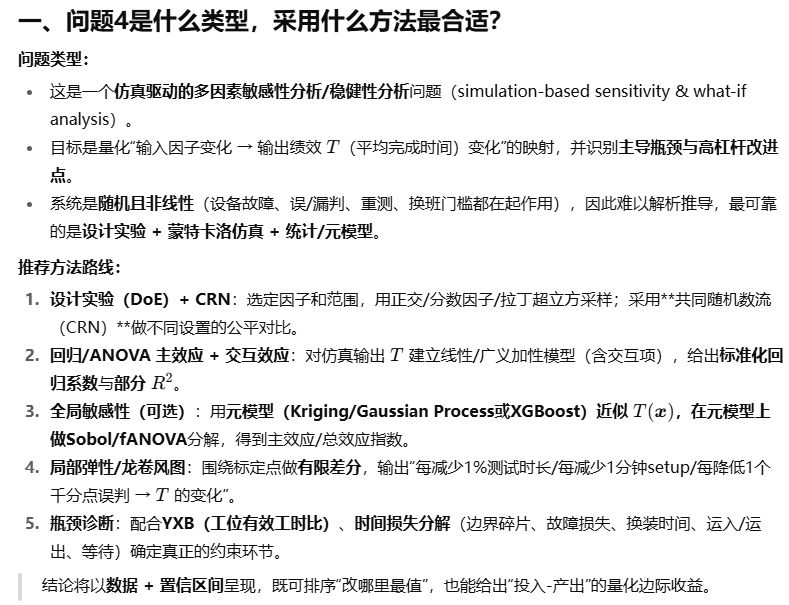 一、问题4是什么类型，采用什么方法最合适？
问题类型：
• 这是一个仿真驱动的多因素敏感性分析/稳健性分析问题（simulation-based sensitivity & what-if
analysis）。
• 目标是量化“输入因子变化 → 输出绩效 T（平均完成时间）变化”的映射，并识别主导瓶颈与高杠杆改进
点。
• 系统是随机且非线性（设备故障、误/漏判、重测、换班门槛都在起作用），因此难以解析推导，最可靠
的是设计实验 + 蒙特卡洛仿真 + 统计/元模型。
推荐方法路线：
1. 设计实验（DoE）+ CRN：选定因子和范围，用正交/分数因子/拉丁超立方采样；采用**共同随机数流
（CRN）**做不同设置的公平对比。
2. 回归/ANOVA 主效应 + 交互效应：对仿真输出 T 建立线性/广义加性模型（含交互项），给出标准化回
归系数与部分 R²。
3. 全局敏感性（可选）：用元模型（Kriging/Gaussian Process或XGBoost）近似 T(x)，在元模型上
做Sobol/fANOVA分解，得到主效应/总效应指数。
4. 局部弹性/龙卷风图：围绕标定点做有限差分，输出“每减少1%测试时长/每减少1分钟setup/每降低1个
千分点误判 → T 的变化”。
5. 瓶颈诊断：配合YXB（工位有效工时比）、时间损失分解（边界碎片、故障损失、换装时间、运入/运
出、等待）确定真正的约束环节。
结论将以数据 + 置信区间呈现，既可排序“改哪里最值”，也能给出“投入-产出”的量化边际收益。